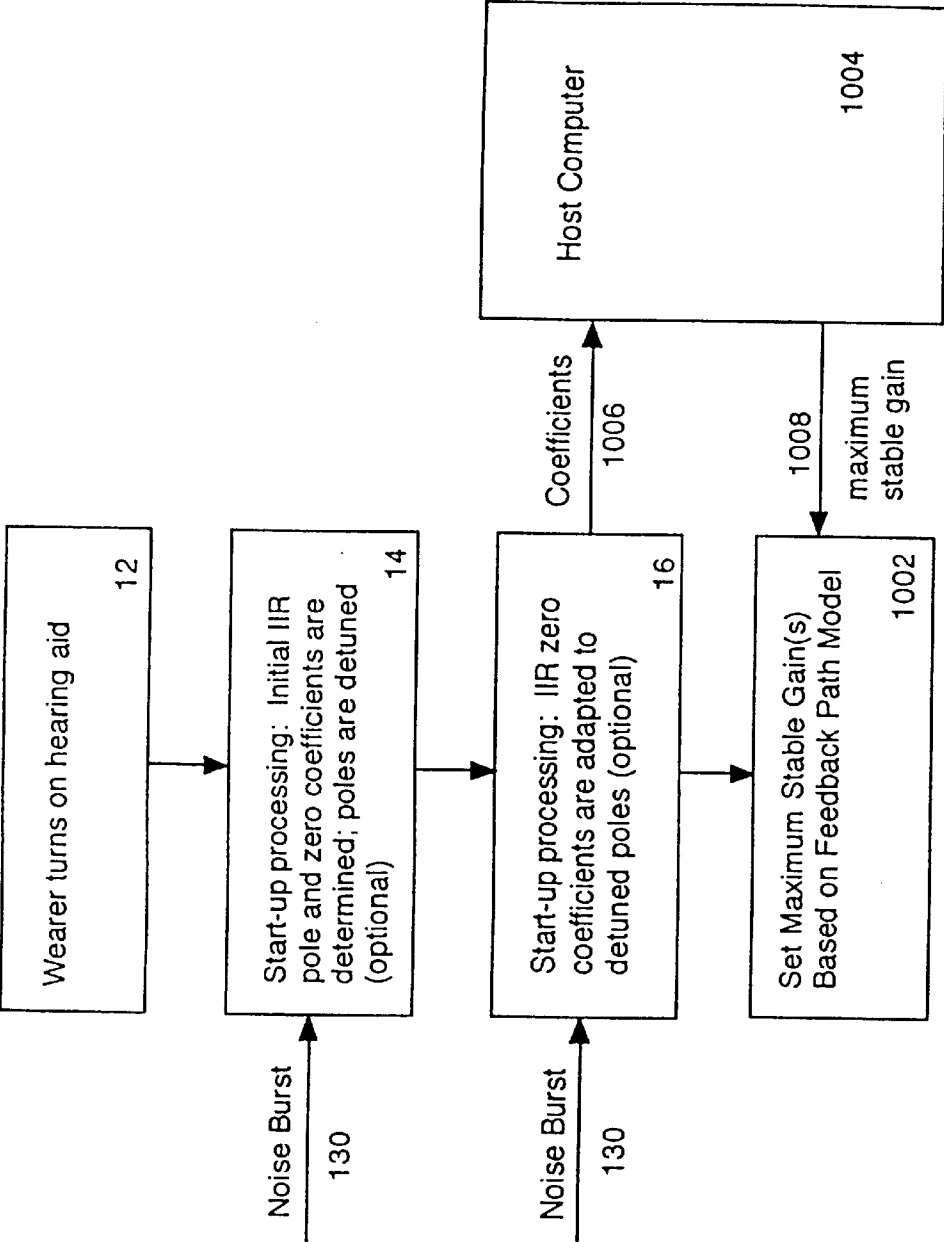 Wearer turns on hearing aid
12
Noise Burst
130
Start-up processing: Initial IIR
pole and zero coefficients are
determined; poles are detuned
(optional)
14
Noise Burst
130
Start-up processing: IIR zero
coefficients are adapted to
detuned poles (optional)
16
Coefficients
1006
Host Computer
1004
1008
maximum
stable gain
Set Maximum Stable Gain(s)
Based on Feedback Path Model
1002